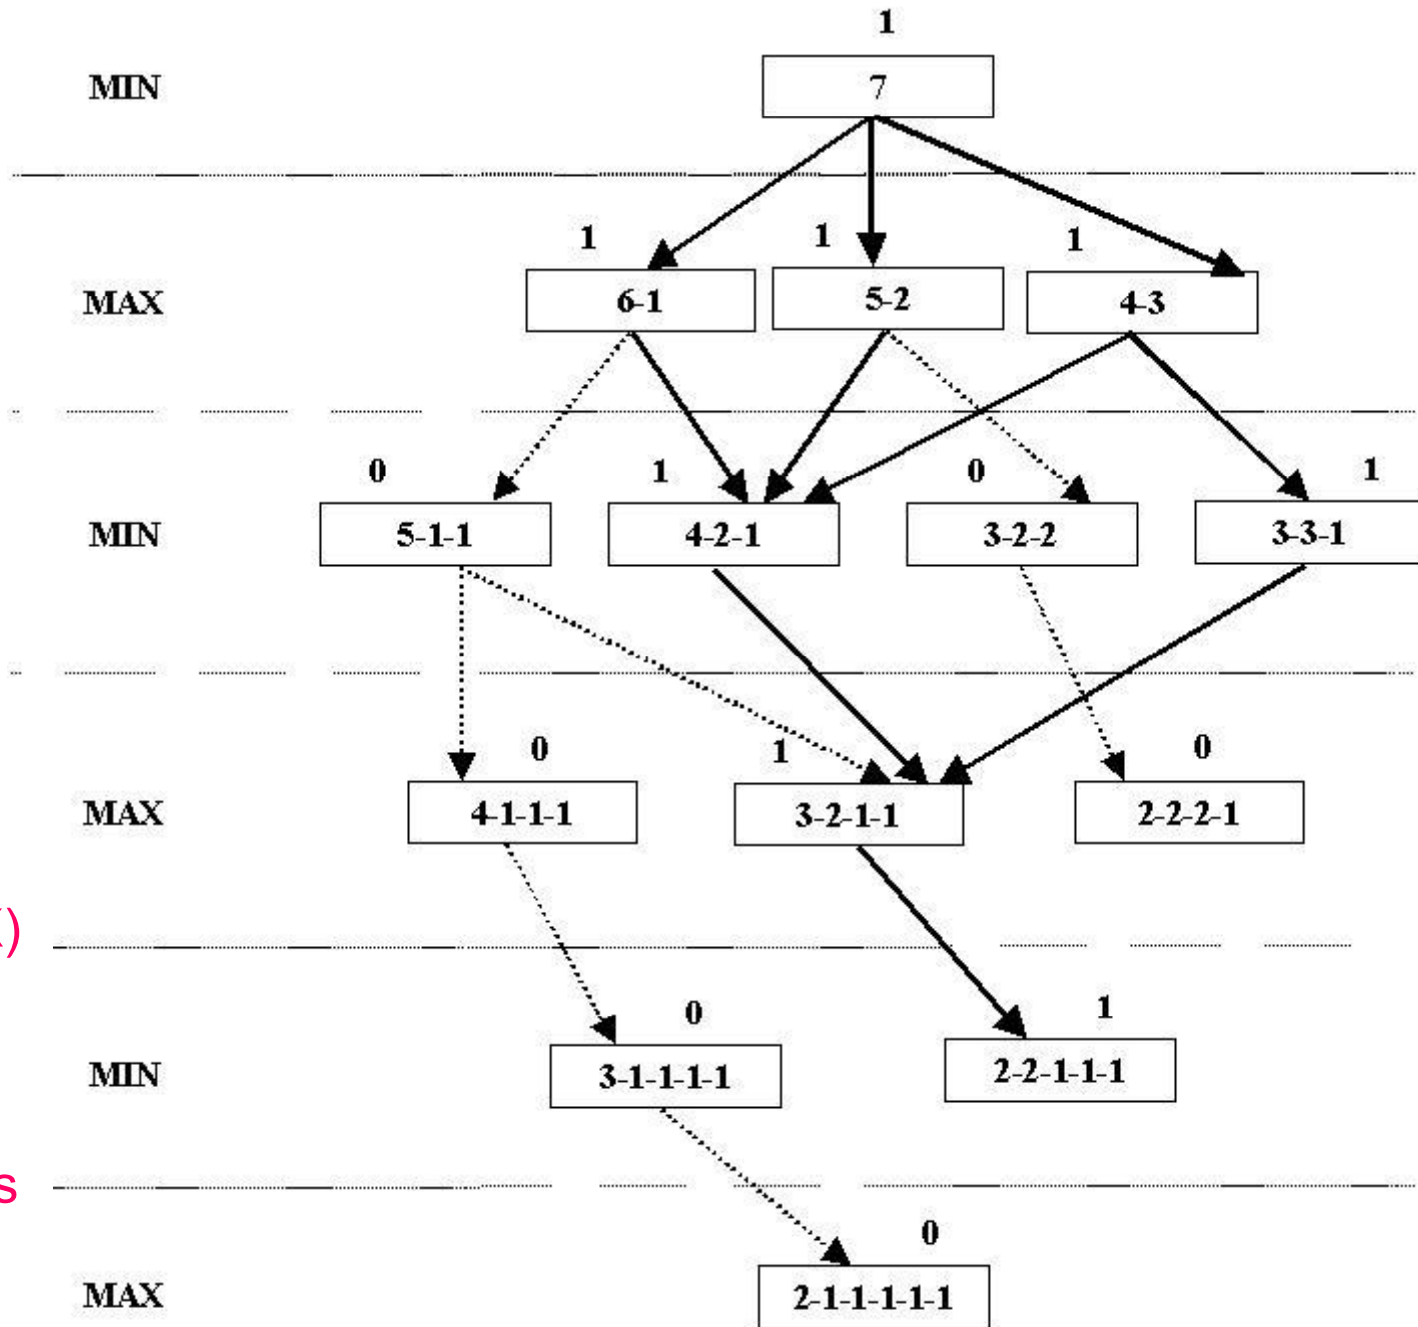 1
MIN 7
1 1 1
MAX 6-1 5-2 4-3
0 1 0 1
MIN 5-1-1 4-2-1 3-2-2 3-3-1
0 1 0
MAX 4-1-1-1 3-2-1-1 2-2-2-1
)
0 1
MIN 3-1-1-1-1 2-2-1-1-1
s
0
MAX 2-1-1-1-1-1